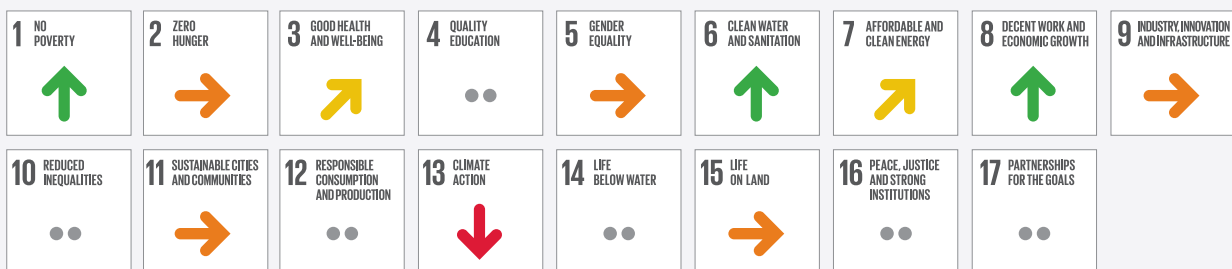 1 NO
POVERTY
2 ZERO
HUNGER
3 GOOD HEALTH
AND WELL-BEING
4 QUALITY
EDUCATION
5 GENDER
EQUALITY
6 CLEAN WATER
AND SANITATION
7 AFFORDABLE AND
CLEAN ENERGY
8 DECENT WORK AND
ECONOMIC GROWTH
9 INDUSTRY, INNOVATION
AND INFRASTRUCTURE
10 REDUCED
INEQUALITIES
11 SUSTAINABLE CITIES
AND COMMUNITIES
12 RESPONSIBLE
CONSUMPTION
AND PRODUCTION
13 CLIMATE
ACTION
14 LIFE
BELOW WATER
15 LIFE
ON LAND
16 PEACE, JUSTICE
AND STRONG
INSTITUTIONS
17 PARTNERSHIPS
FOR THE GOALS